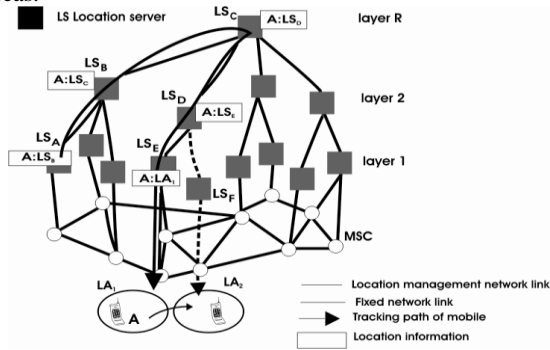 LS Location server
LSC
A:LSD
layer R
LSB
A:LSC
LSD
A:LSE
layer 2
LSA
A:LSB
LSE
A:LA1
LSF
layer 1
MSC
LA1
LA2
A
Location management network link
Fixed network link
Tracking path of mobile
Location information